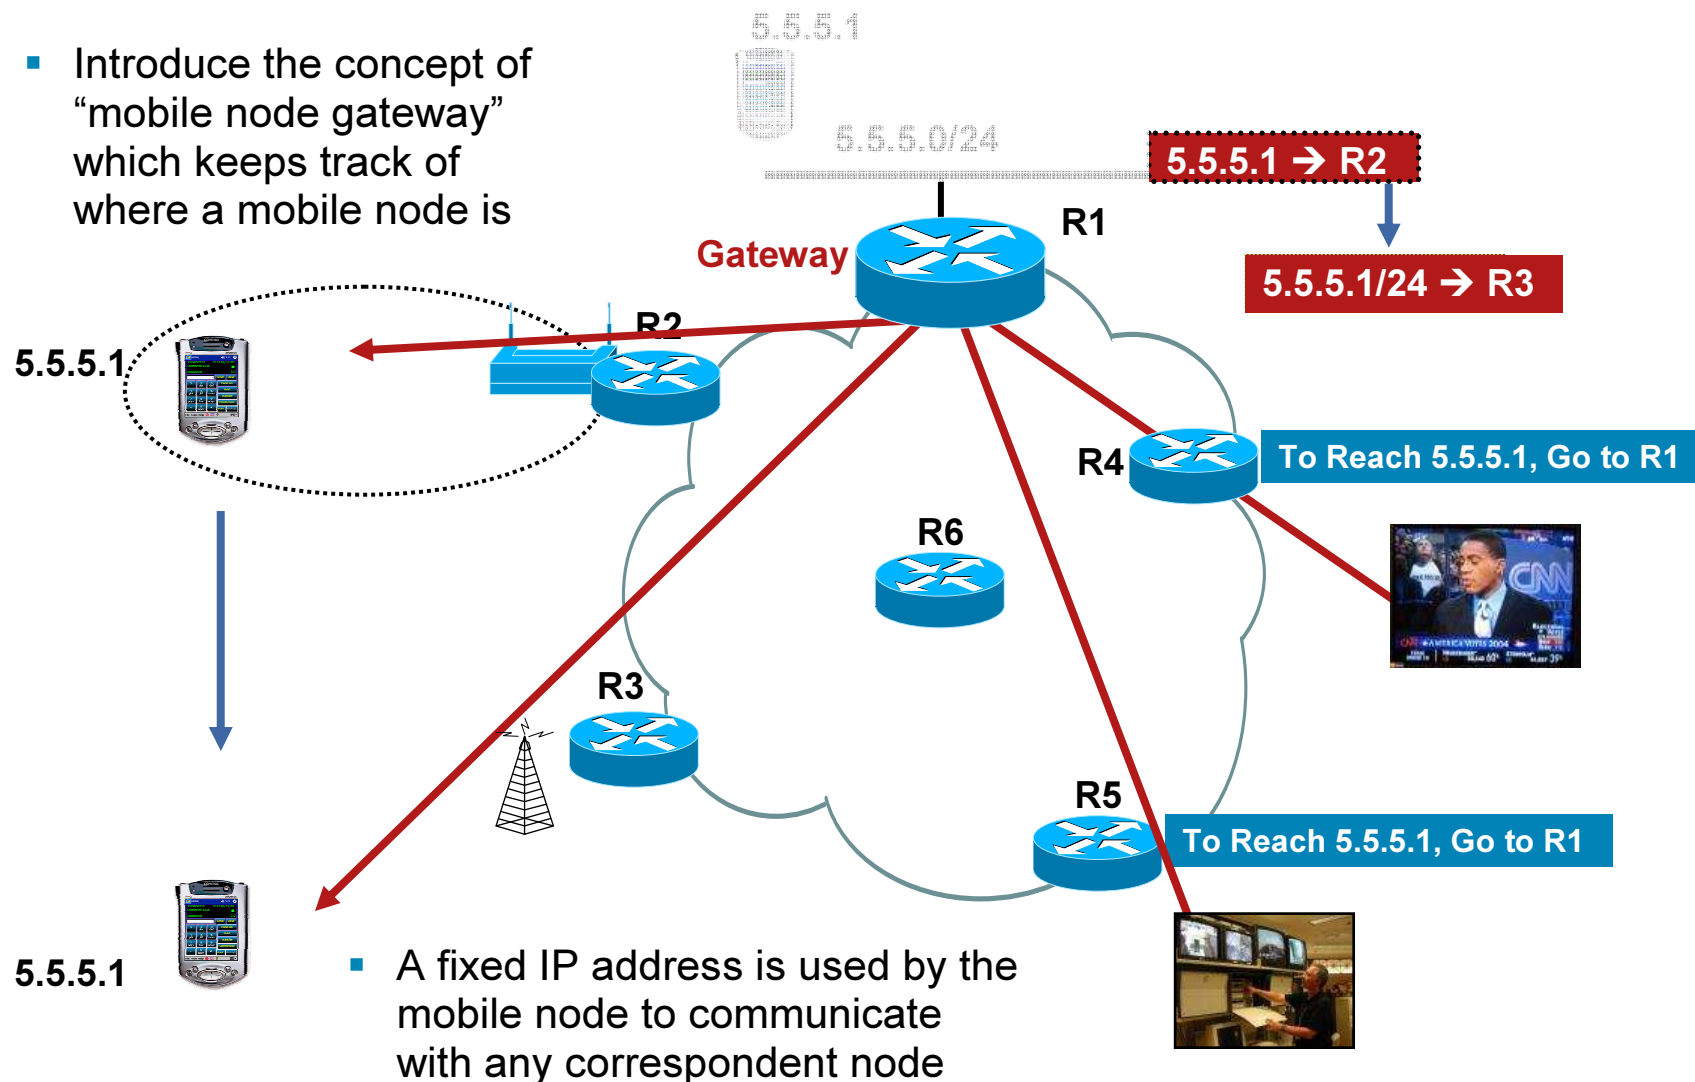 5.5.5.1
▪ Introduce the concept of
“mobile node gateway”
which keeps track of
where a mobile node is
5.5.5.0/24
5.5.5.1 → R2
R1
Gateway
5.5.5.1/24 → R3
R2
5.5.5.1
R4
To Reach 5.5.5.1, Go to R1
R6
CNN
AMERICA VOTES 2004
R3
R5
To Reach 5.5.5.1, Go to R1
5.5.5.1
▪ A fixed IP address is used by the
mobile node to communicate
with any correspondent node